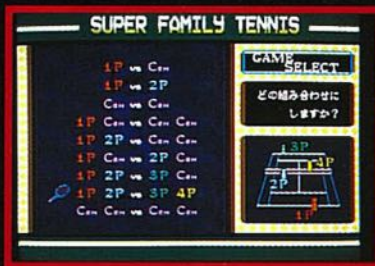 SUPER FAMILY TENNIS
1P vs Com
1P vs 2P
Com vs Com
1P Com vs Com Com
1P 2P vs Com Com
1P Com vs 2P Com
1P 2P vs 3P Com
1P 2P vs 3P 4P
Com Com vs Com Com
GAME
SELECT
どの組み合わせに
しますか?
3P
4P
2P
1P